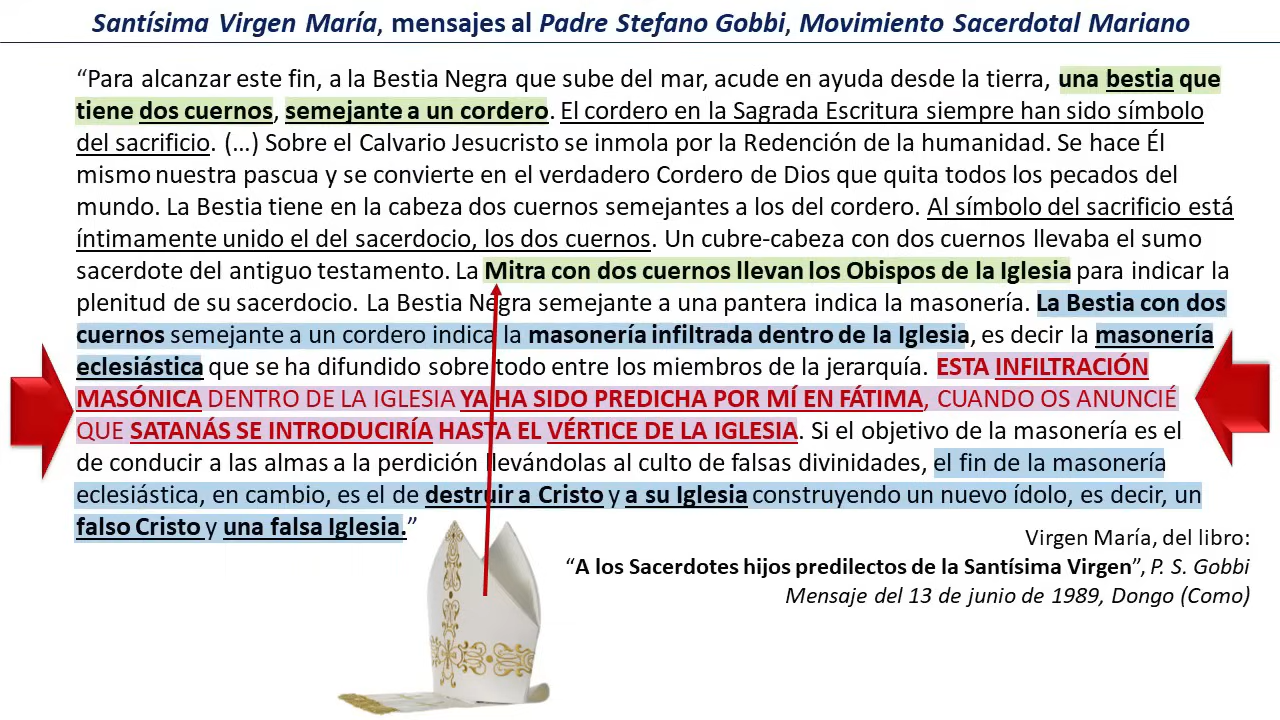 Santísima Virgen María, mensajes al Padre Stefano Gobbi, Movimiento Sacerdotal Mariano
“Para alcanzar este fin, a la Bestia Negra que sube del mar, acude en ayuda desde la tierra, una bestia que
tiene dos cuernos, semejante a un cordero. El cordero en la Sagrada Escritura siempre han sido símbolo
del sacrificio. (…) Sobre el Calvario Jesucristo se inmola por la Redención de la humanidad. Se hace Él
mismo nuestra pascua y se convierte en el verdadero Cordero de Dios que quita todos los pecados del
mundo. La Bestia tiene en la cabeza dos cuernos semejantes a los del cordero. Al símbolo del sacrificio está
íntimamente unido el del sacerdocio, los dos cuernos. Un cubre-cabeza con dos cuernos llevaba el sumo
sacerdote del antiguo testamento. La Mitra con dos cuernos llevan los Obispos de la Iglesia para indicar la
plenitud de su sacerdocio. La Bestia Negra semejante a una pantera indica la masonería. La Bestia con dos
cuernos semejante a un cordero indica la masonería infiltrada dentro de la Iglesia, es decir la masonería
eclesiástica que se ha difundido sobre todo entre los miembros de la jerarquía. ESTA INFILTRACIÓN
MASÓNICA DENTRO DE LA IGLESIA YA HA SIDO PREDICHA POR MÍ EN FÁTIMA, CUANDO OS ANUNCIÉ
QUE SATANÁS SE INTRODUCIRÍA HASTA EL VÉRTICE DE LA IGLESIA. Si el objetivo de la masonería es el
de conducir a las almas a la perdición llevándolas al culto de falsas divinidades, el fin de la masonería
eclesiástica, en cambio, es el de destruir a Cristo y a su Iglesia construyendo un nuevo ídolo, es decir, un
falso Cristo y una falsa Iglesia.”
Virgen María, del libro:
“A los Sacerdotes hijos predilectos de la Santísima Virgen”, P. S. Gobbi
Mensaje del 13 de junio de 1989, Dongo (Como)